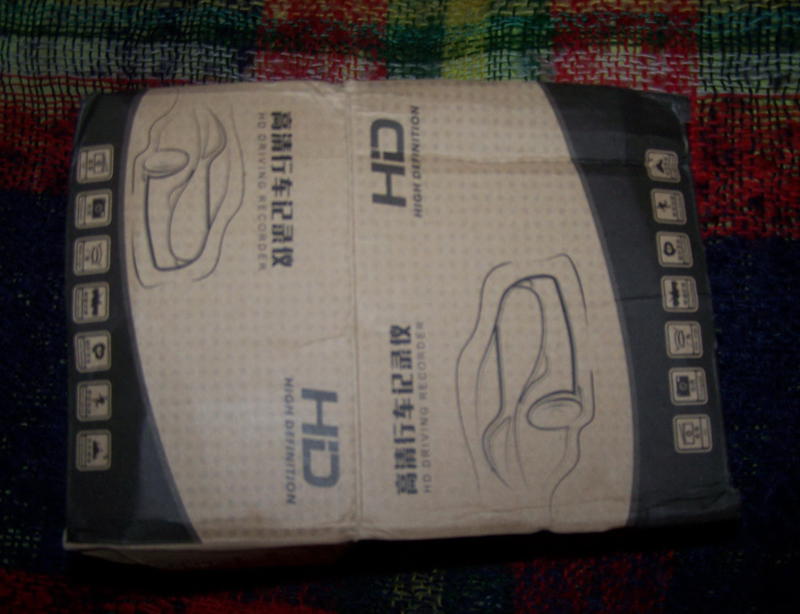 高清行车记录仪
HD DRIVING RECORDER
HD
HIGH DEFINITION
高清行车记录仪
HD DRIVING RECORDER
HD
HIGH DEFINITION